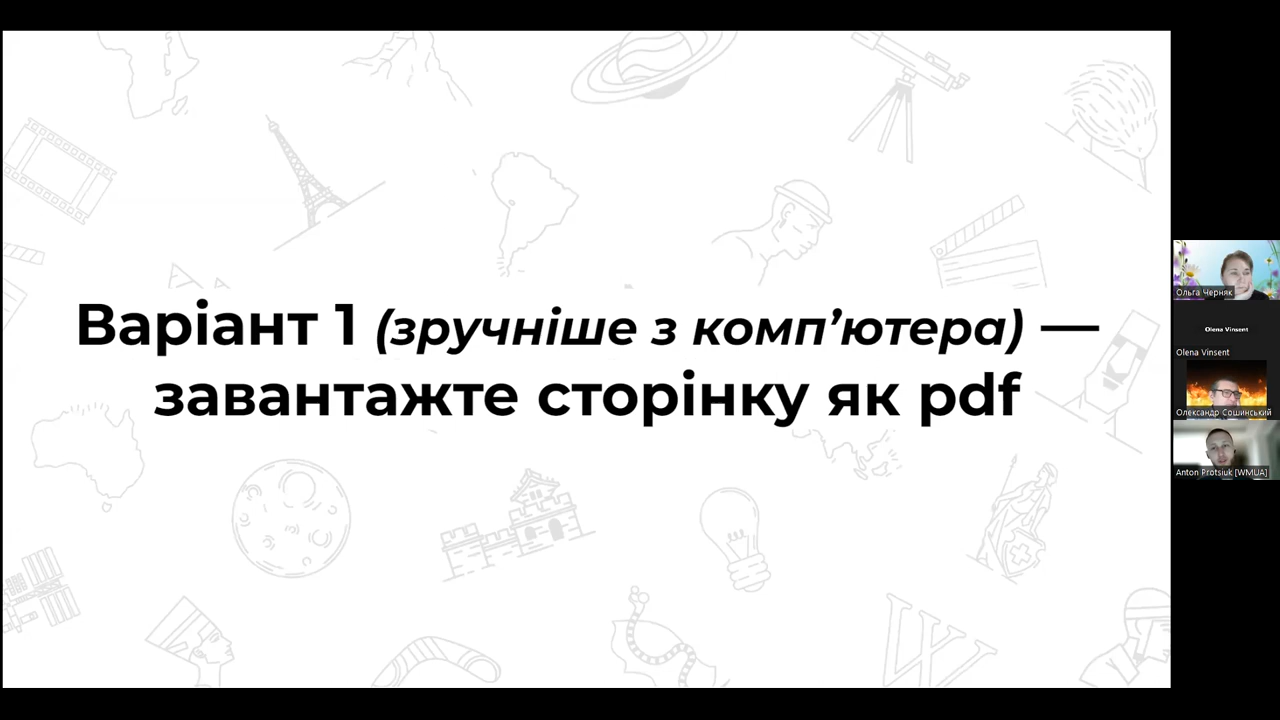 Варіант 1 (зручніше з комп’ютера) —
завантажте сторінку як pdf
Ольга Черняк
Olena Vinsent
Olena Vinsent
Олександр Сошинський
Anton Protsiuk [WMUA]